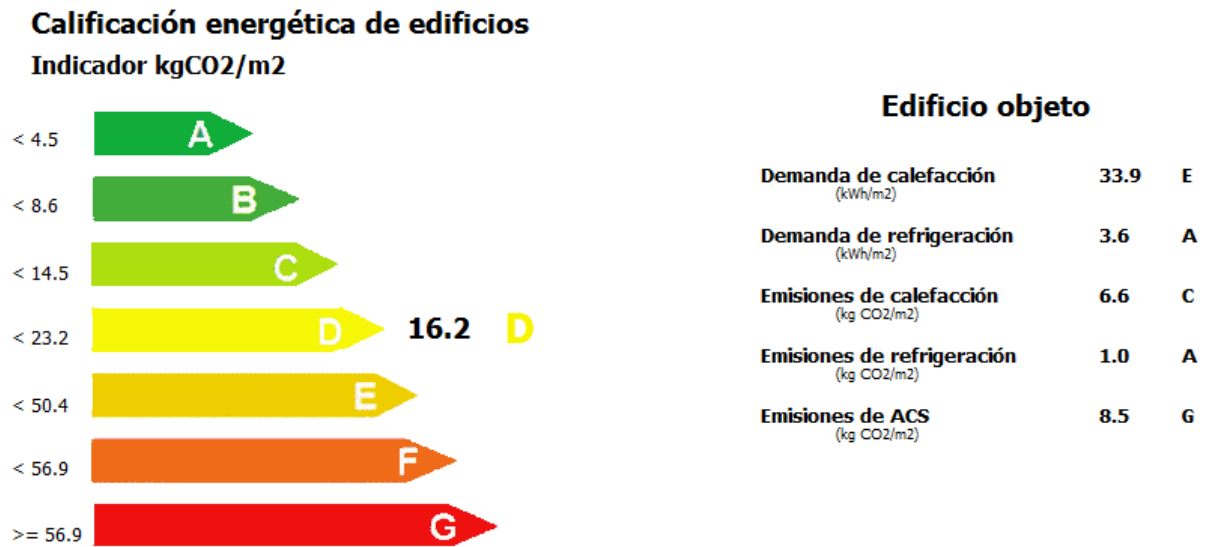 Calificación energética de edificios
Indicador kgCO2/m2
< 4.5 A
< 8.6 B
< 14.5 C
< 23.2 D 16.2 D
< 50.4 E
< 56.9 F
>= 56.9 G
Edificio objeto
Demanda de calefacción 33.9 E
(kWh/m2)
Demanda de refrigeración 3.6 A
(kWh/m2)
Emisiones de calefacción 6.6 C
(kg CO2/m2)
Emisiones de refrigeración 1.0 A
(kg CO2/m2)
Emisiones de ACS 8.5 G
(kg CO2/m2)